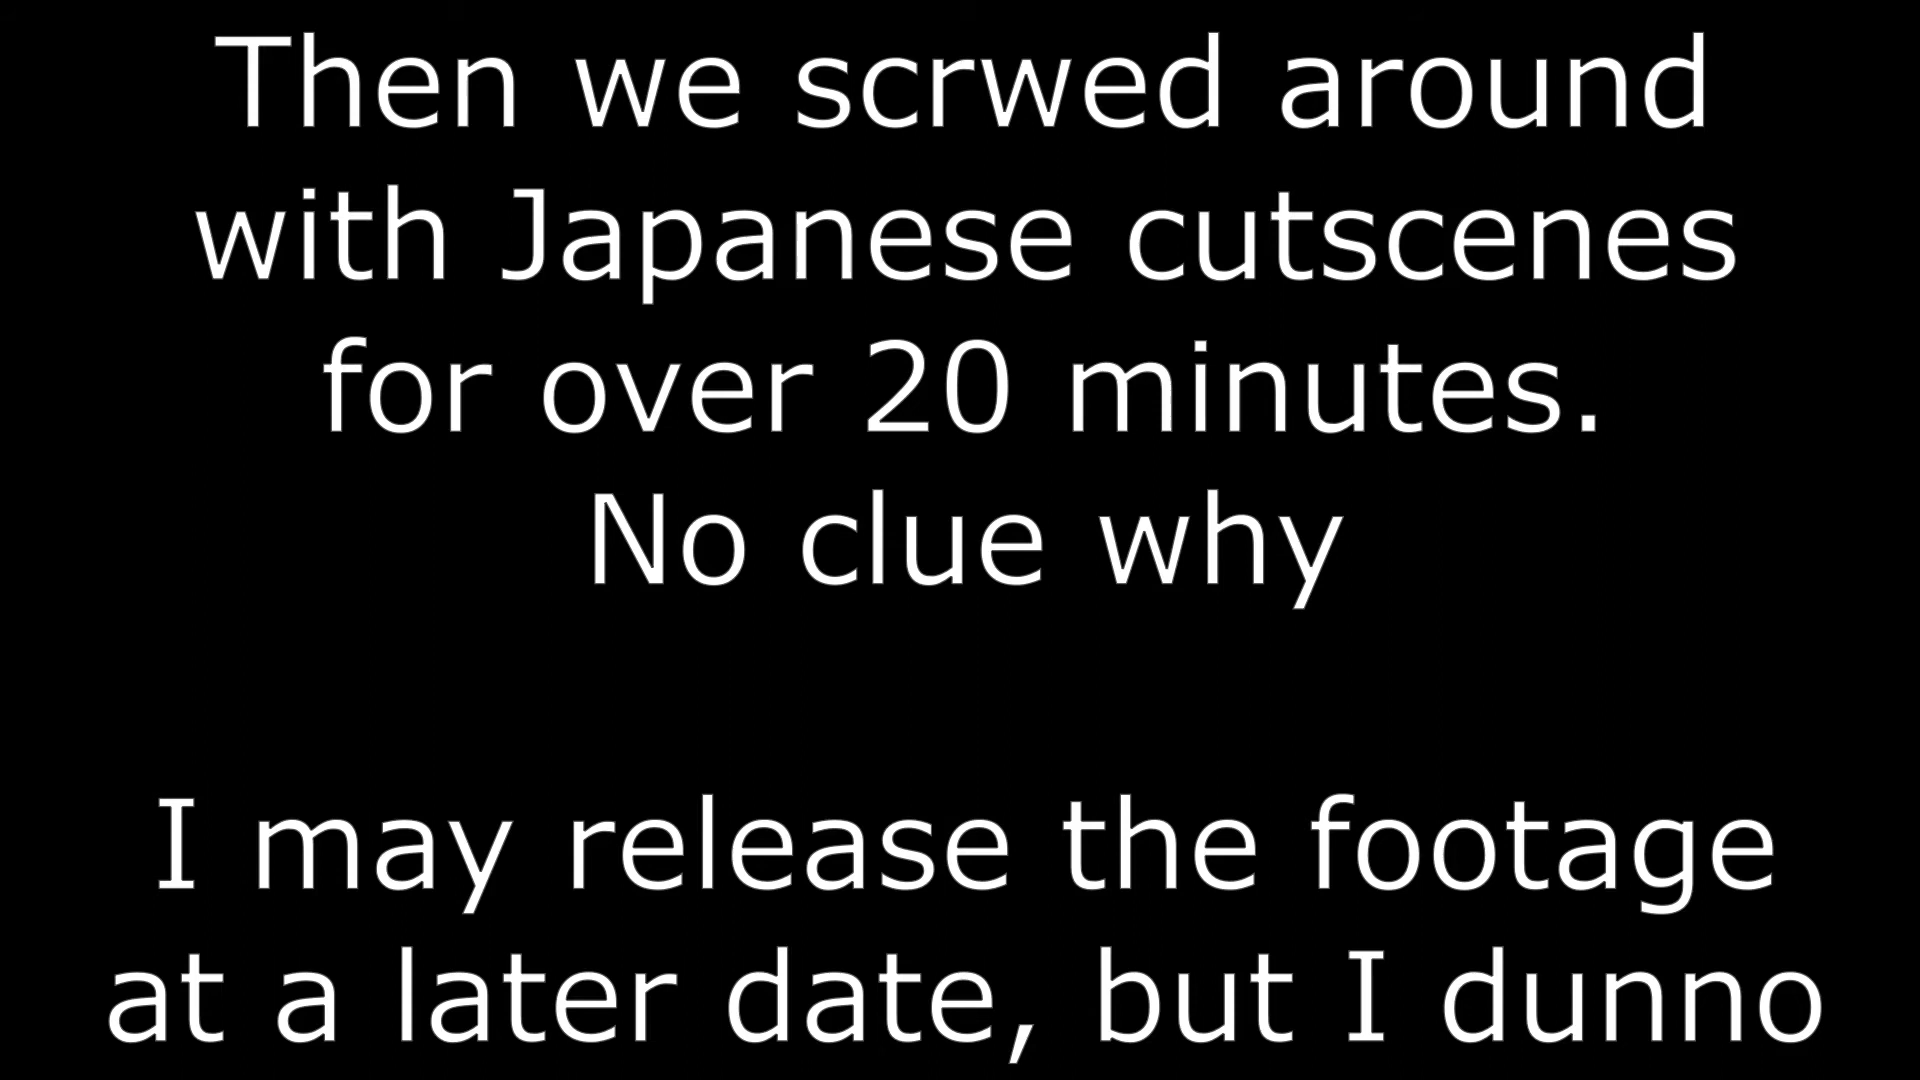 Then we scrwed around
with Japanese cutscenes
for over 20 minutes.
No clue why
I may release the footage
at a later date, but I dunno